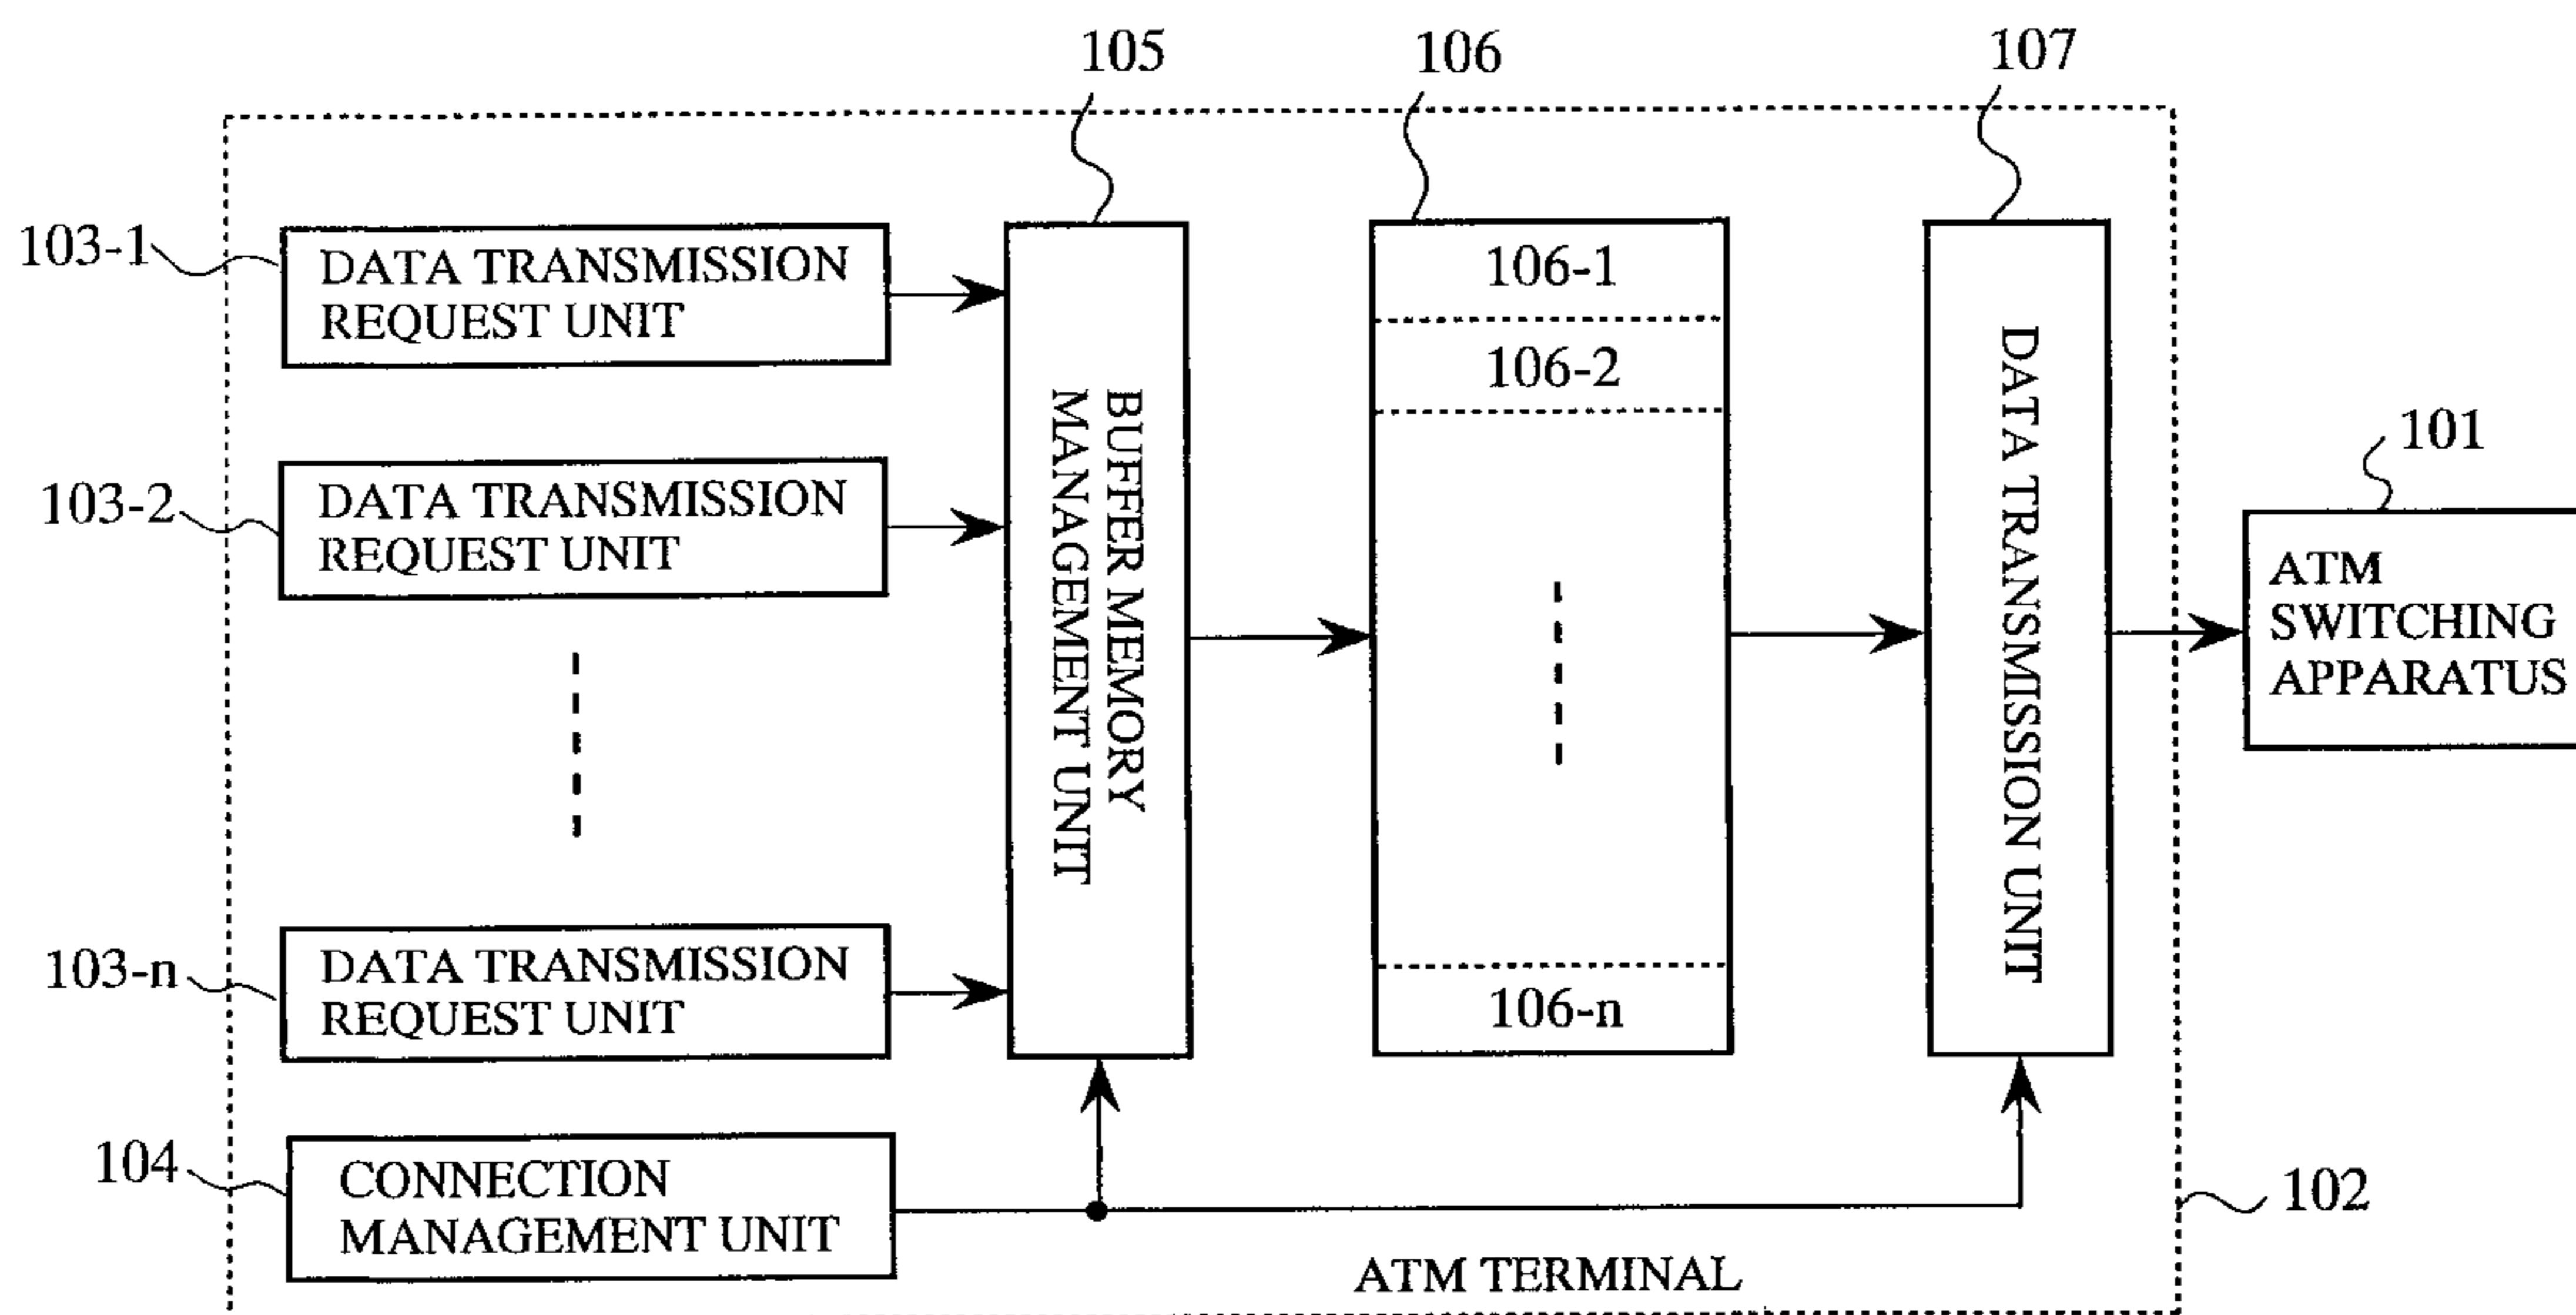 105
106
107
103-1
DATA TRANSMISSION
REQUEST UNIT
106-1
106-2
103-2
DATA TRANSMISSION
REQUEST UNIT
BUFFER MEMORY
MANAGEMENT UNIT
DATA TRANSMISSION UNIT
101
ATM
SWITCHING
APPARATUS
103-n
DATA TRANSMISSION
REQUEST UNIT
106-n
104
CONNECTION
MANAGEMENT UNIT
102
ATM TERMINAL